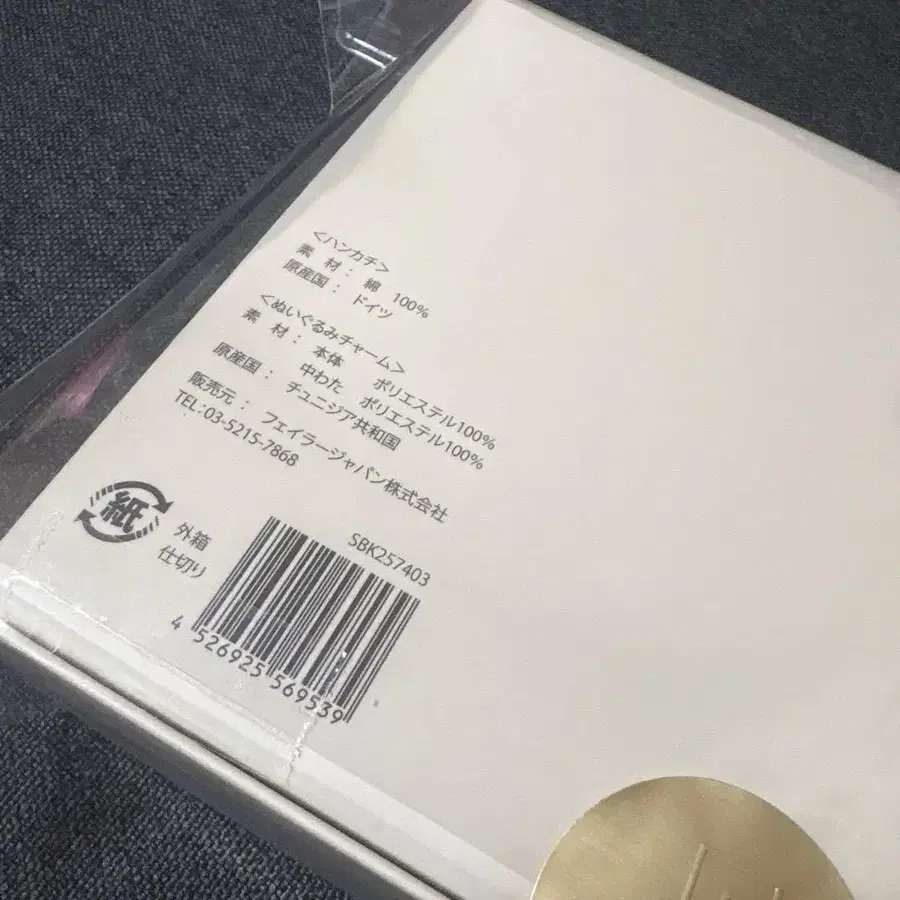 <ハンカチ>
素　材： 綿 100%
原産国： ドイツ
<ぬいぐるみチャーム>
素　材： 本体 ポリエステル100%
中わた ポリエステル100%
原産国： チュニジア共和国
販売元： フェイラージャパン株式会社
TEL:03-5215-7868
紙
外箱
仕切り
SBK257403
4 526925 569539